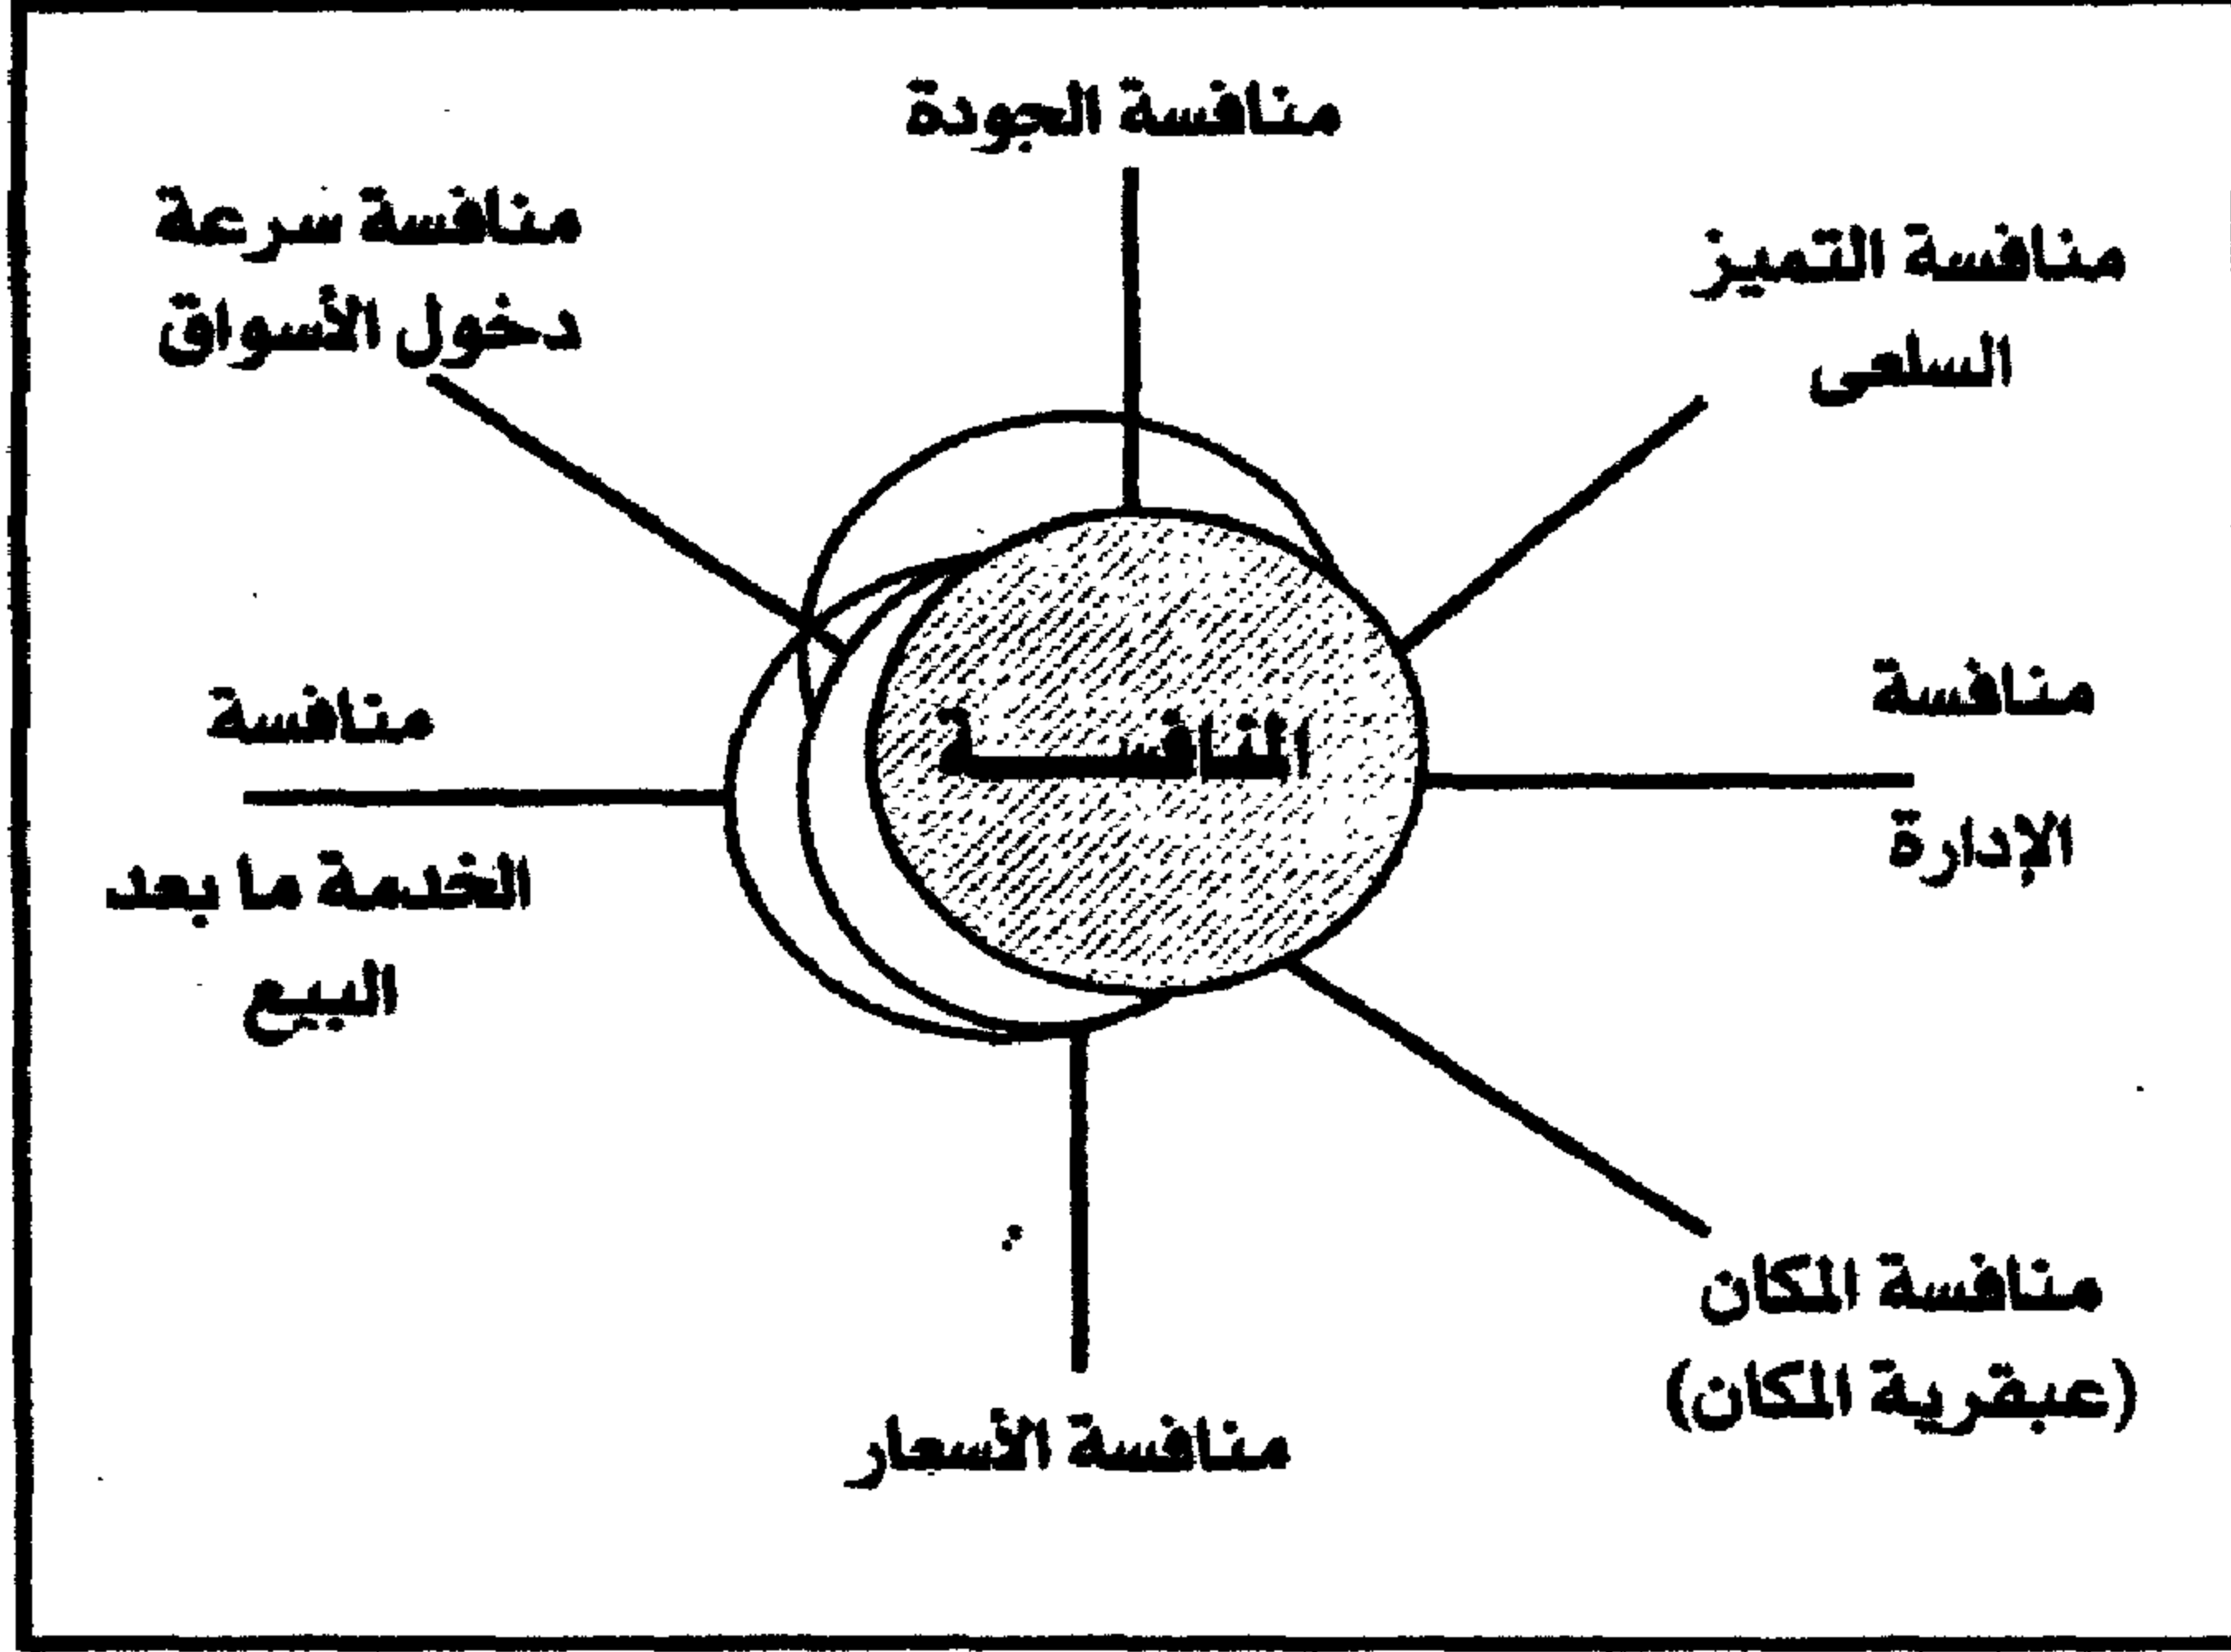 منافسة الجودة
منافسة التميز
السلعى
منافسة سرعة
دخول الأسواق
منافسة
الإدارة
المنافســـة
منافسة
الخدمة ما بعد
البيع
منافسة المكان
(عبقرية المكان)
منافسة الأسعار